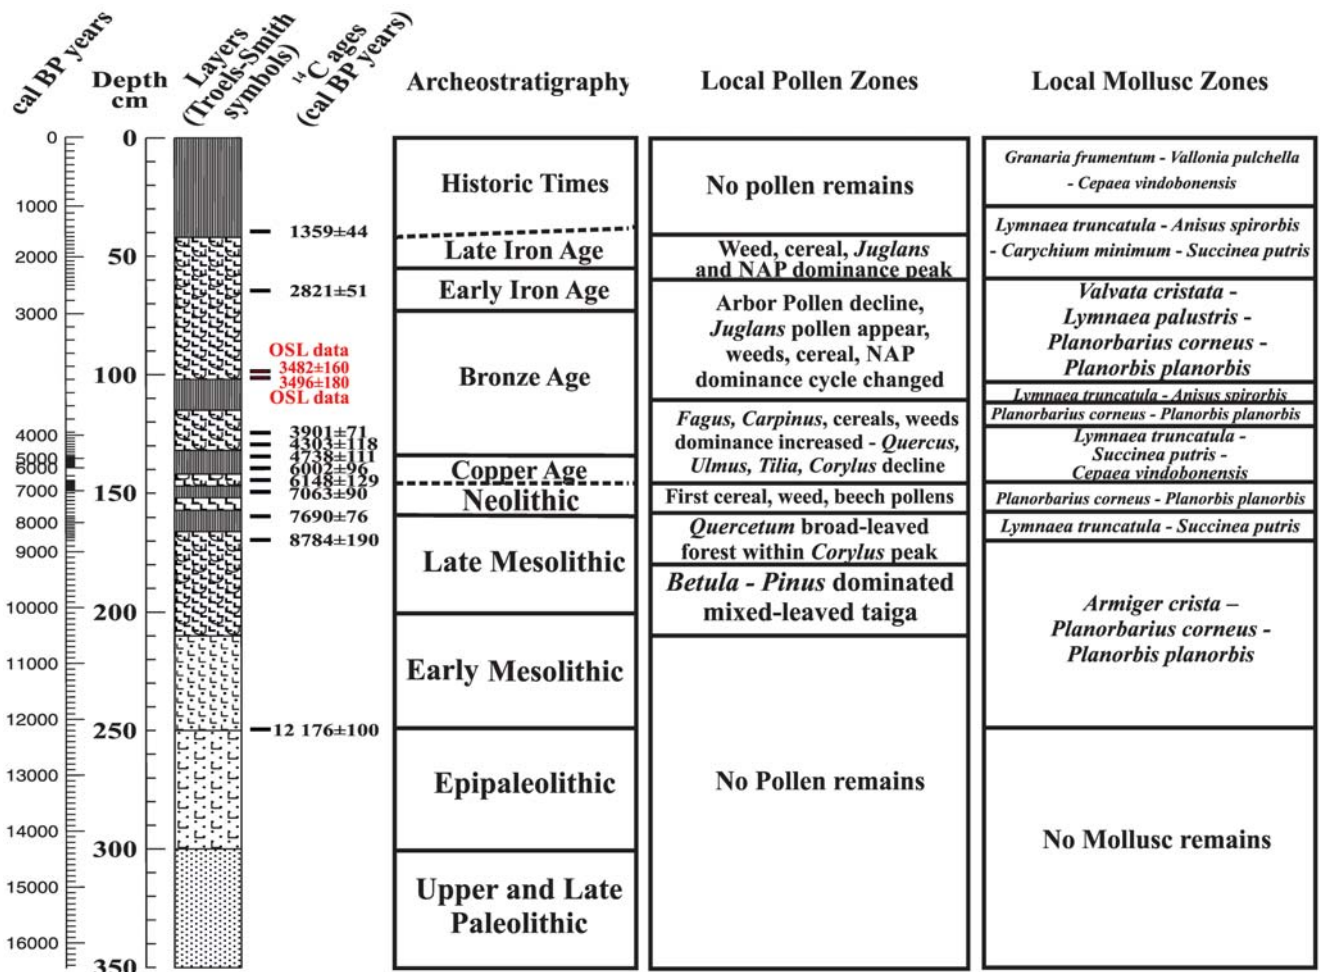 cal BP years
Depth
cm
Layers
(Troels-Smith
symbols)
¹⁴C ages
(cal BP years)
Archeostratigraphy
Local Pollen Zones
Local Mollusc Zones
0
1000
2000
3000
4000
5000
6000
7000
8000
9000
10000
11000
12000
13000
14000
15000
16000
0
50
100
150
200
250
300
350
1359±44
2821±51
OSL data
3482±160
3496±180
OSL data
3901±71
4303±118
4738±111
6002±96
6148±129
7063±90
7690±76
8784±190
12 176±100
Historic Times
Late Iron Age
Early Iron Age
Bronze Age
Copper Age
Neolithic
Late Mesolithic
Early Mesolithic
Epipaleolithic
Upper and Late
Paleolithic
No pollen remains
Weed, cereal, Juglans
and NAP dominance peak
Arbor Pollen decline,
Juglans pollen appear,
weeds, cereal, NAP
dominance cycle changed
Fagus, Carpinus, cereals, weeds
dominance increased - Quercus,
Ulmus, Tilia, Corylus decline
First cereal, weed, beech pollens
Quercetum broad-leaved
forest within Corylus peak
Betula - Pinus dominated
mixed-leaved taiga
No Pollen remains
Granaria frumentum - Vallonia pulchella
- Cepaea vindobonensis
Lymnaea truncatula - Anisus spirorbis
- Carychium minimum - Succinea putris
Valvata cristata -
Lymnaea palustris -
Planorbarius corneus -
Planorbis planorbis
Lymnaea truncatula - Anisus spirorbis
Planorbarius corneus - Planorbis planorbis
Lymnaea truncatula -
Succinea putris -
Cepaea vindobonensis
Planorbarius corneus - Planorbis planorbis
Lymnaea truncatula - Succinea putris
Armiger crista –
Planorbarius corneus -
Planorbis planorbis
No Mollusc remains